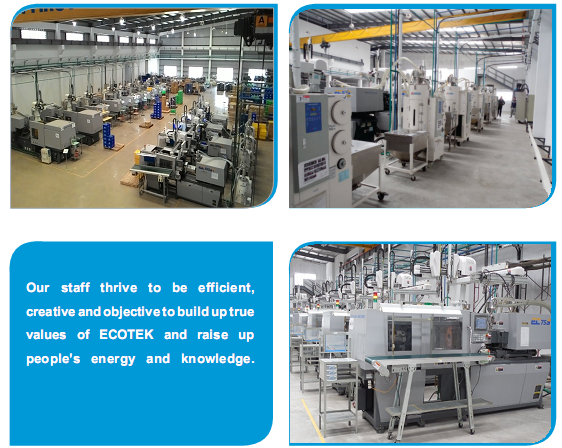 Our staff thrive to be efficient,
creative and objective to build up true
values of ECOTEK and raise up
people's energy and knowledge.